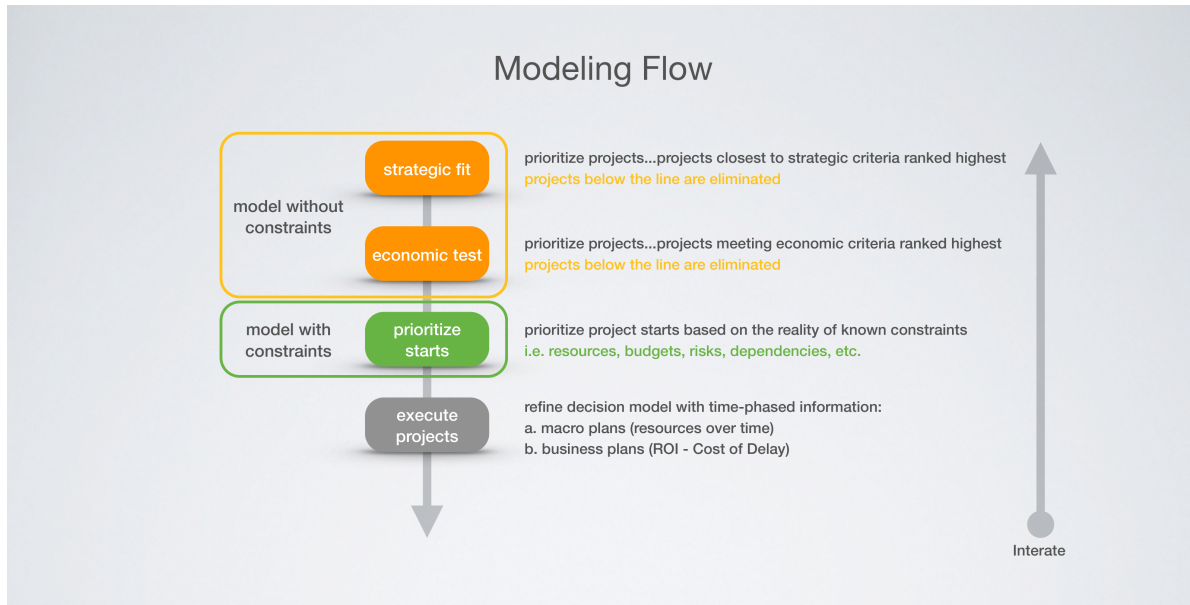 Modeling Flow
model without
constraints
strategic fit
prioritize projects...projects closest to strategic criteria ranked highest
projects below the line are eliminated
economic test
prioritize projects...projects meeting economic criteria ranked highest
projects below the line are eliminated
model with
constraints
prioritize
starts
prioritize project starts based on the reality of known constraints
i.e. resources, budgets, risks, dependencies, etc.
execute
projects
refine decision model with time-phased information:
a. macro plans (resources over time)
b. business plans (ROI - Cost of Delay)
Interate